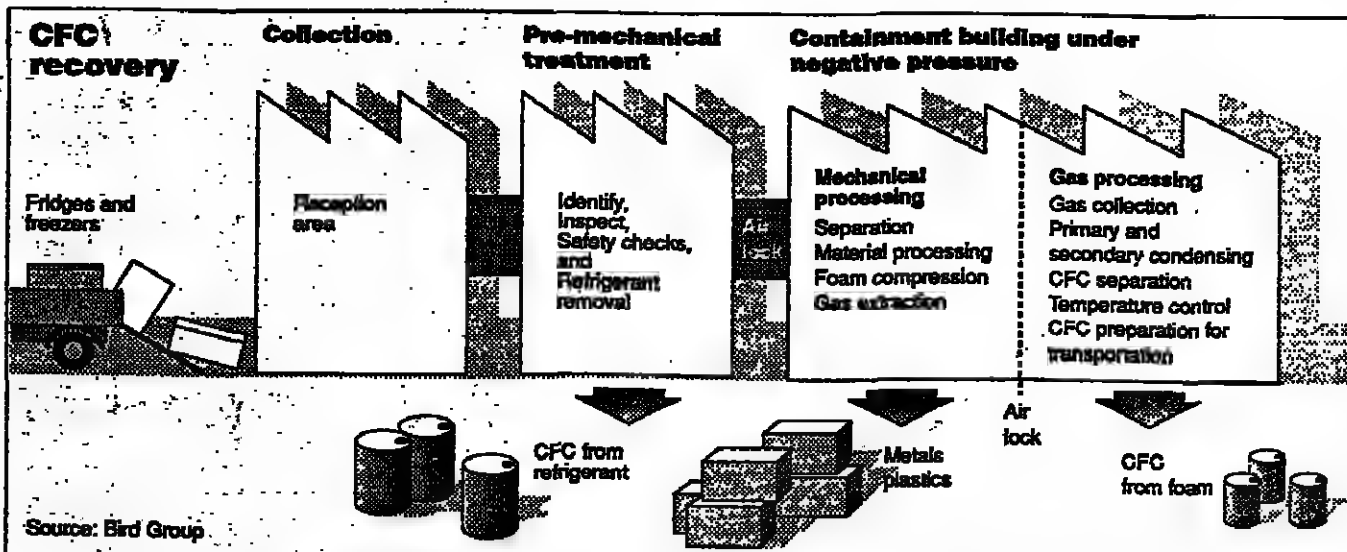 CFC
recovery
Collection
Pre-mechanical
treatment
Containment building under
negative pressure
Fridges and
freezers
Reception
area
Identify,
Inspect,
Safety checks,
and
Refrigerant
removal
Air
lock
Mechanical
processing
Separation
Material processing
Foam compression
Gas extraction
Gas processing
Gas collection
Primary and
secondary condensing
CFC separation
Temperature control
CFC preparation for
transportation
CFC from
refrigerant
Metals
plastics
Air
lock
CFC
from foam
Source: Bird Group